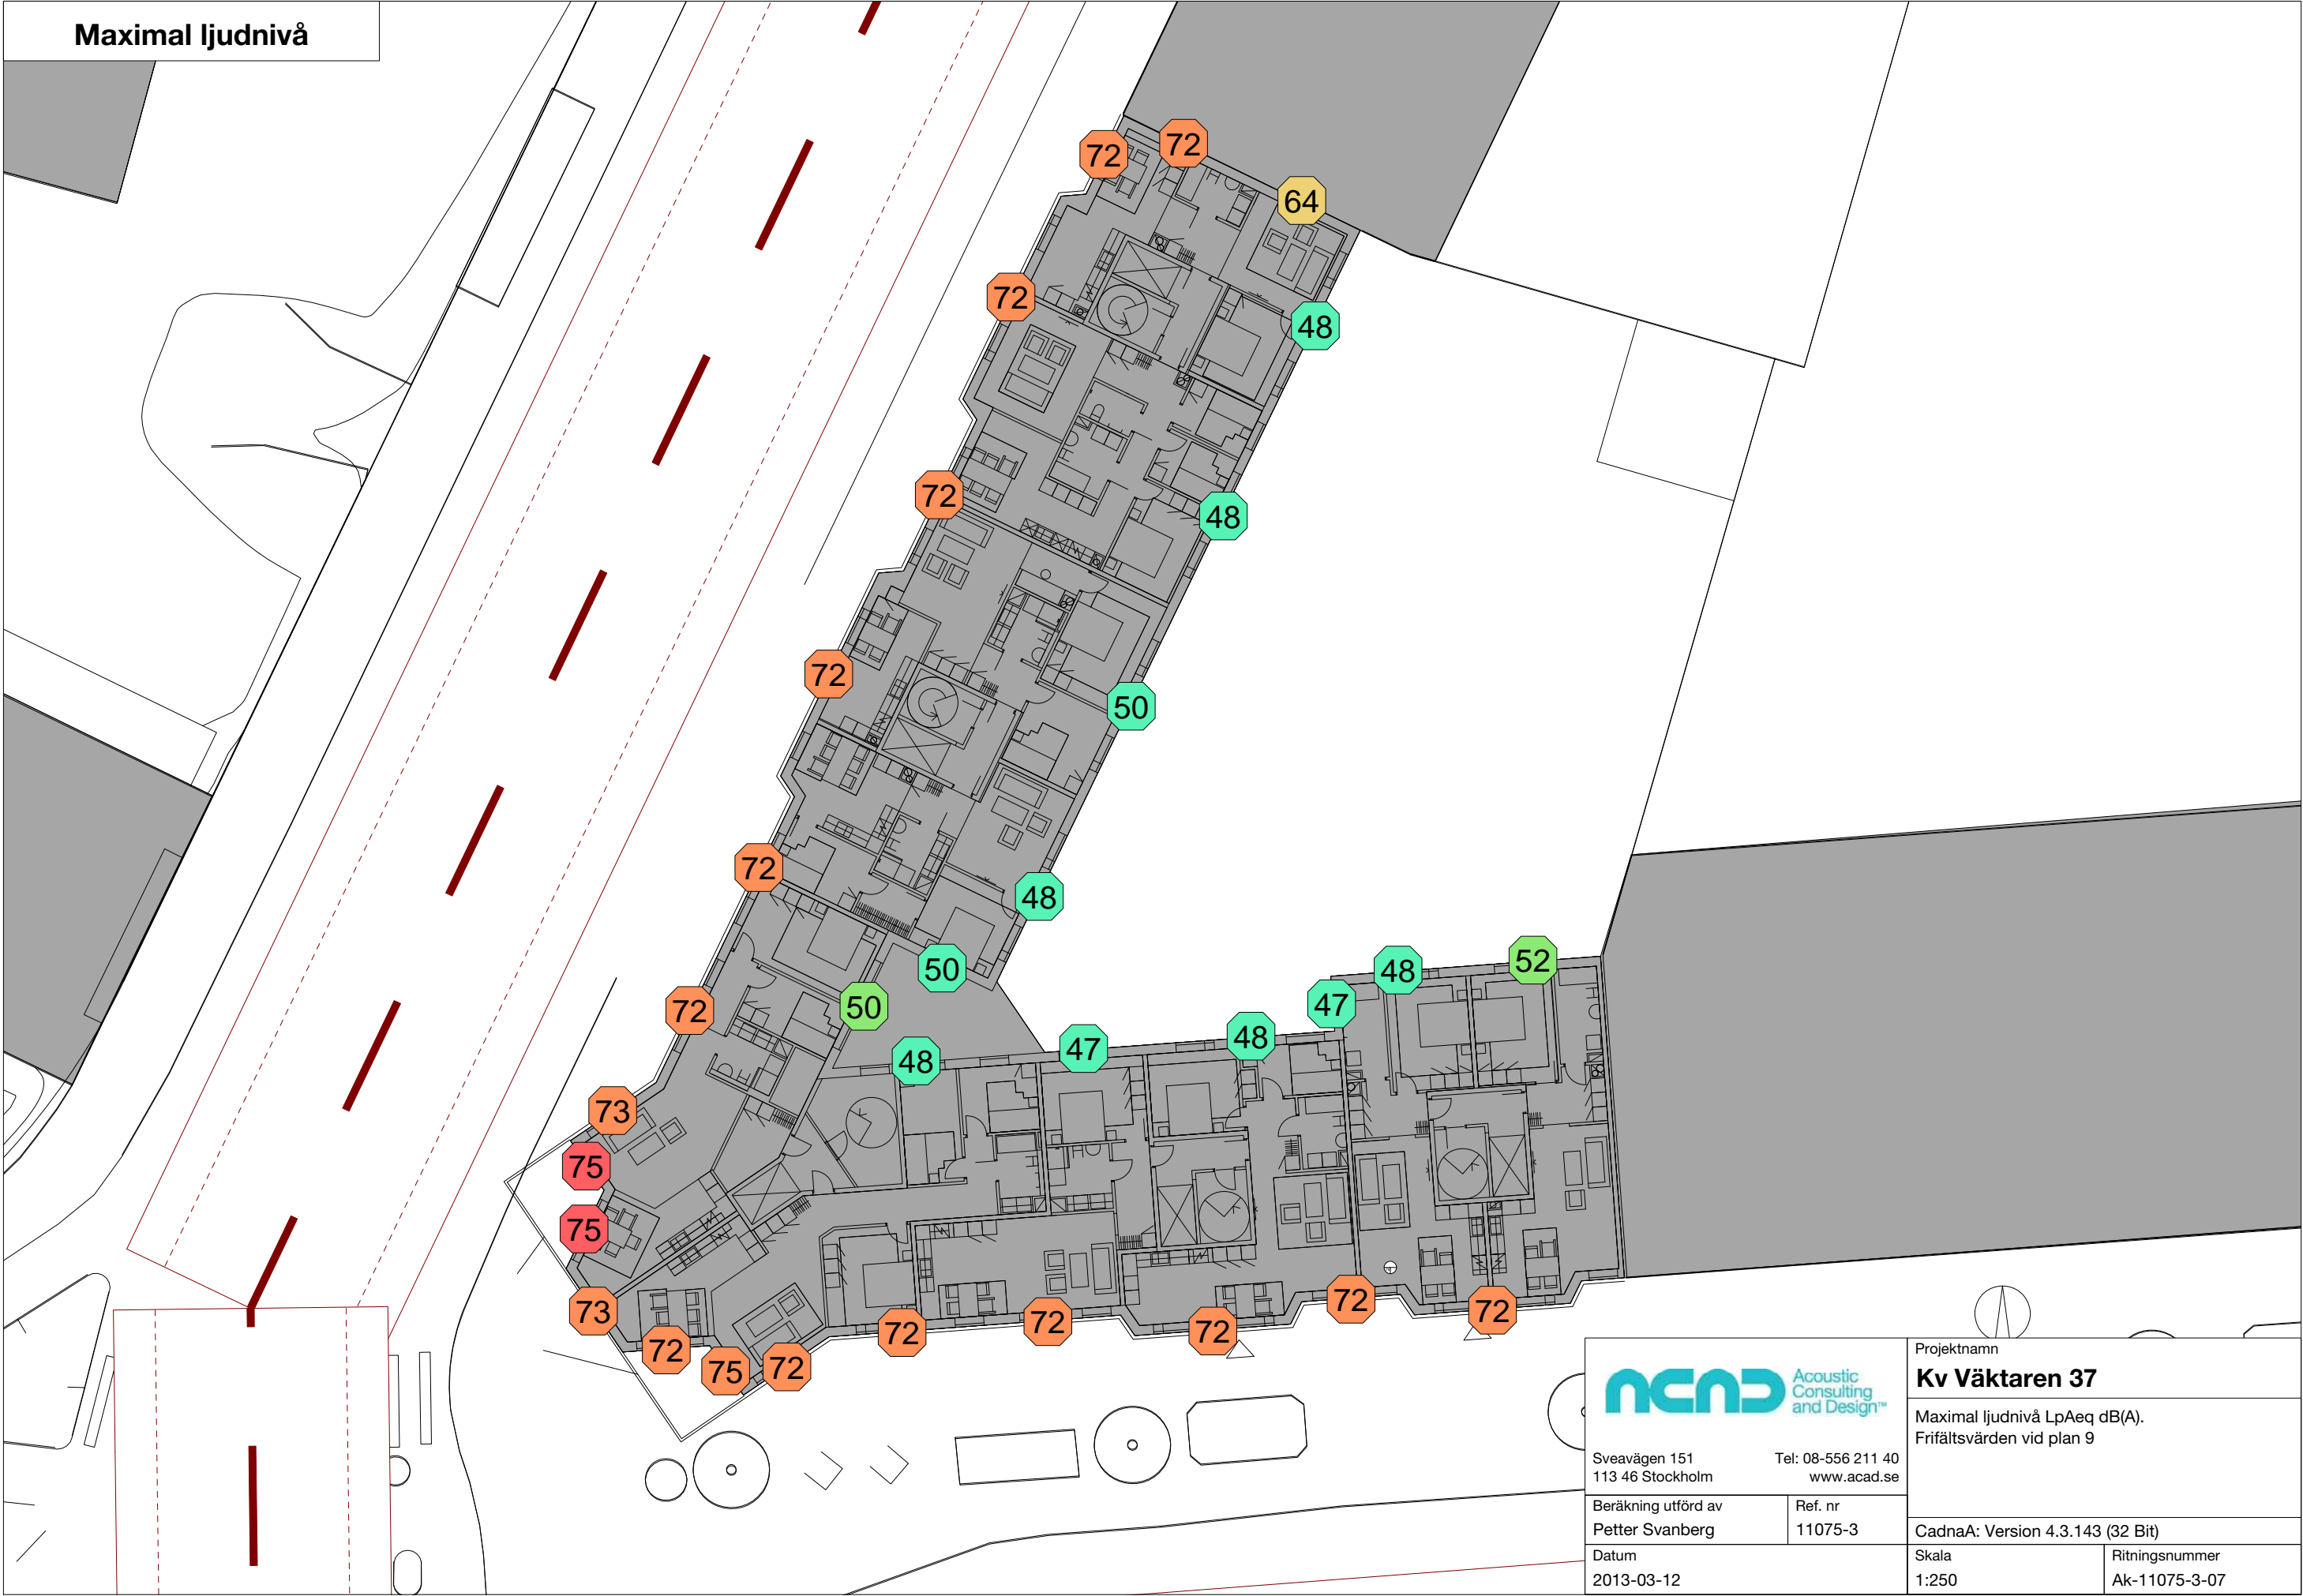 Maximal ljudnivå
72
72
64
72
48
72
48
72
50
72
48
52
50
48
72
50
47
48
47
48
73
75
75
73
72
72
72
72
72
72
72
75
Acoustic
Consulting
and Design™
Sveavägen 151
113 46 Stockholm
Tel: 08-556 211 40
www.acad.se
Projektnamn
Kv Väktaren 37
Maximal ljudnivå LpAeq dB(A).
Frifältsvärden vid plan 9
Beräkning utförd av
Petter Svanberg
Ref. nr
11075-3
CadnaA: Version 4.3.143 (32 Bit)
Datum
2013-03-12
Skala
1:250
Ritningsnummer
Ak-11075-3-07